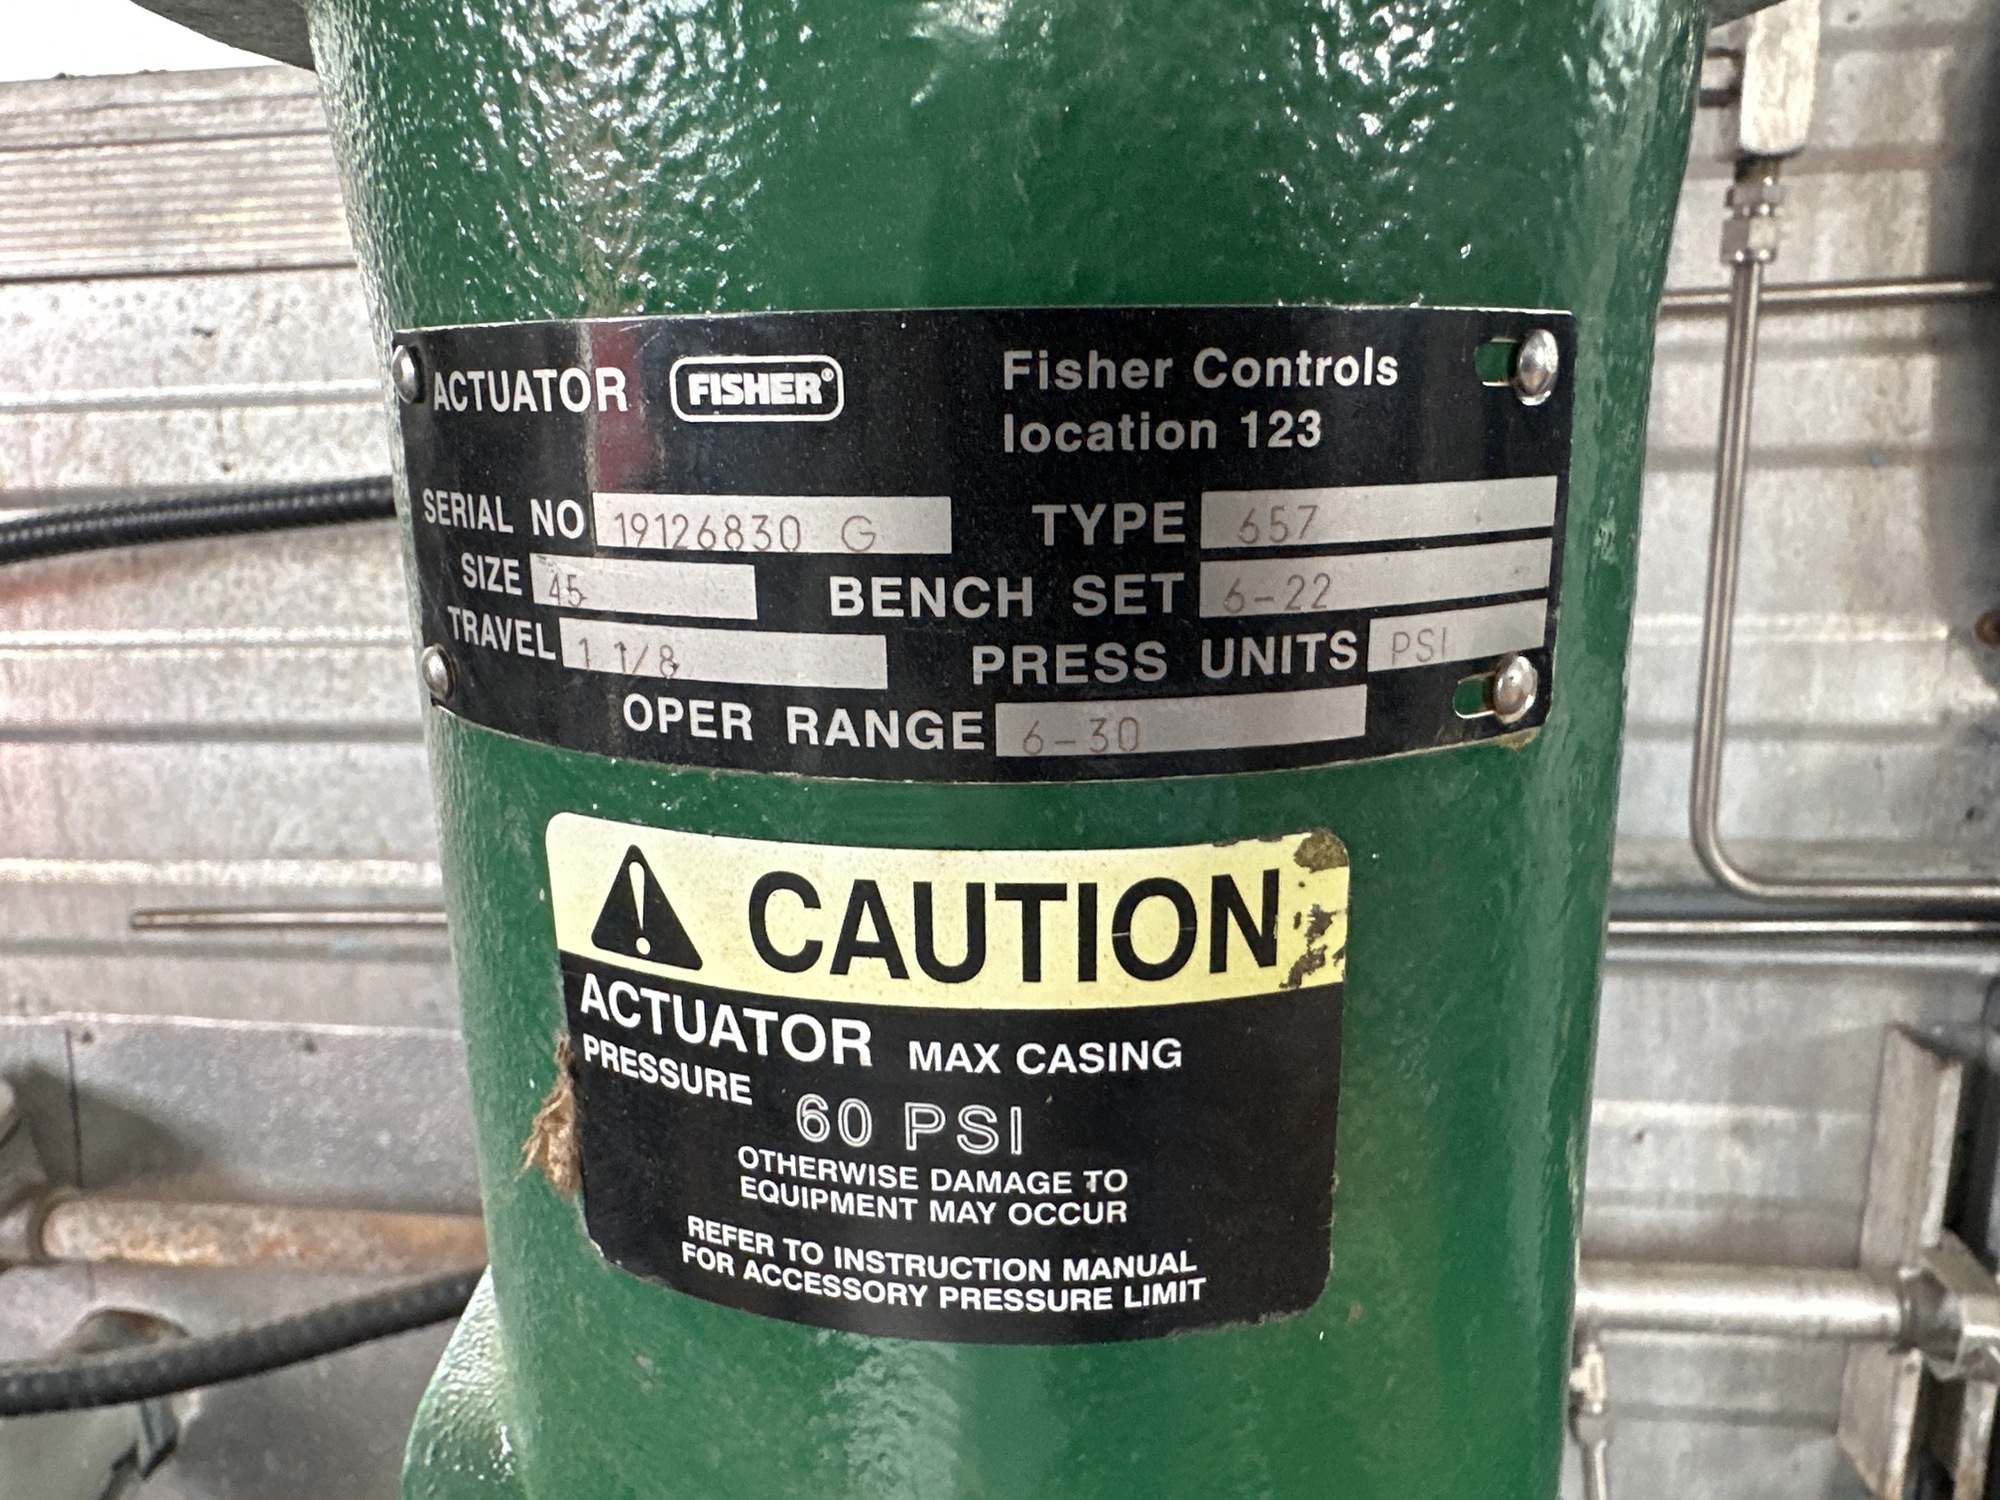 ACTUATOR FISHER® Fisher Controls
location 123
SERIAL NO 19126830 G TYPE 657
SIZE 45 BENCH SET 6-22
TRAVEL 1 1/8 PRESS UNITS PSI
OPER RANGE 6-30
CAUTION
ACTUATOR MAX CASING
PRESSURE 60 PSI
OTHERWISE DAMAGE TO
EQUIPMENT MAY OCCUR
REFER TO INSTRUCTION MANUAL
FOR ACCESSORY PRESSURE LIMIT